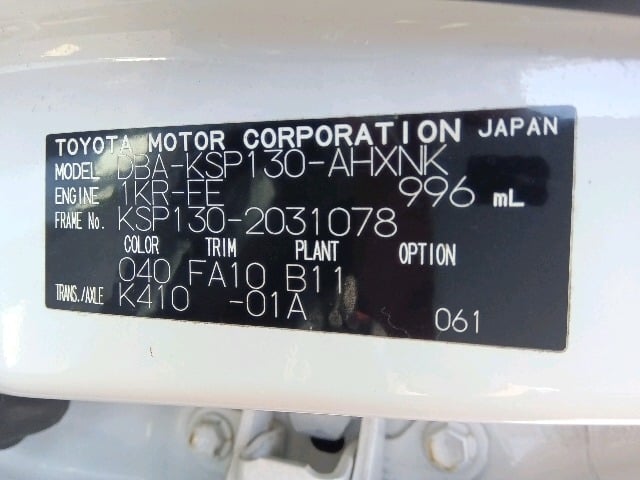 TOYOTA MOTOR CORPORATION JAPAN
MODEL DBA-KSP130-AHXNK
ENGINE 1KR-FE 996 mL
FRAME No. KSP130-2031078
COLOR TRIM PLANT OPTION
040 FA10 B11
TRANS./AXLE K410 -01A
061